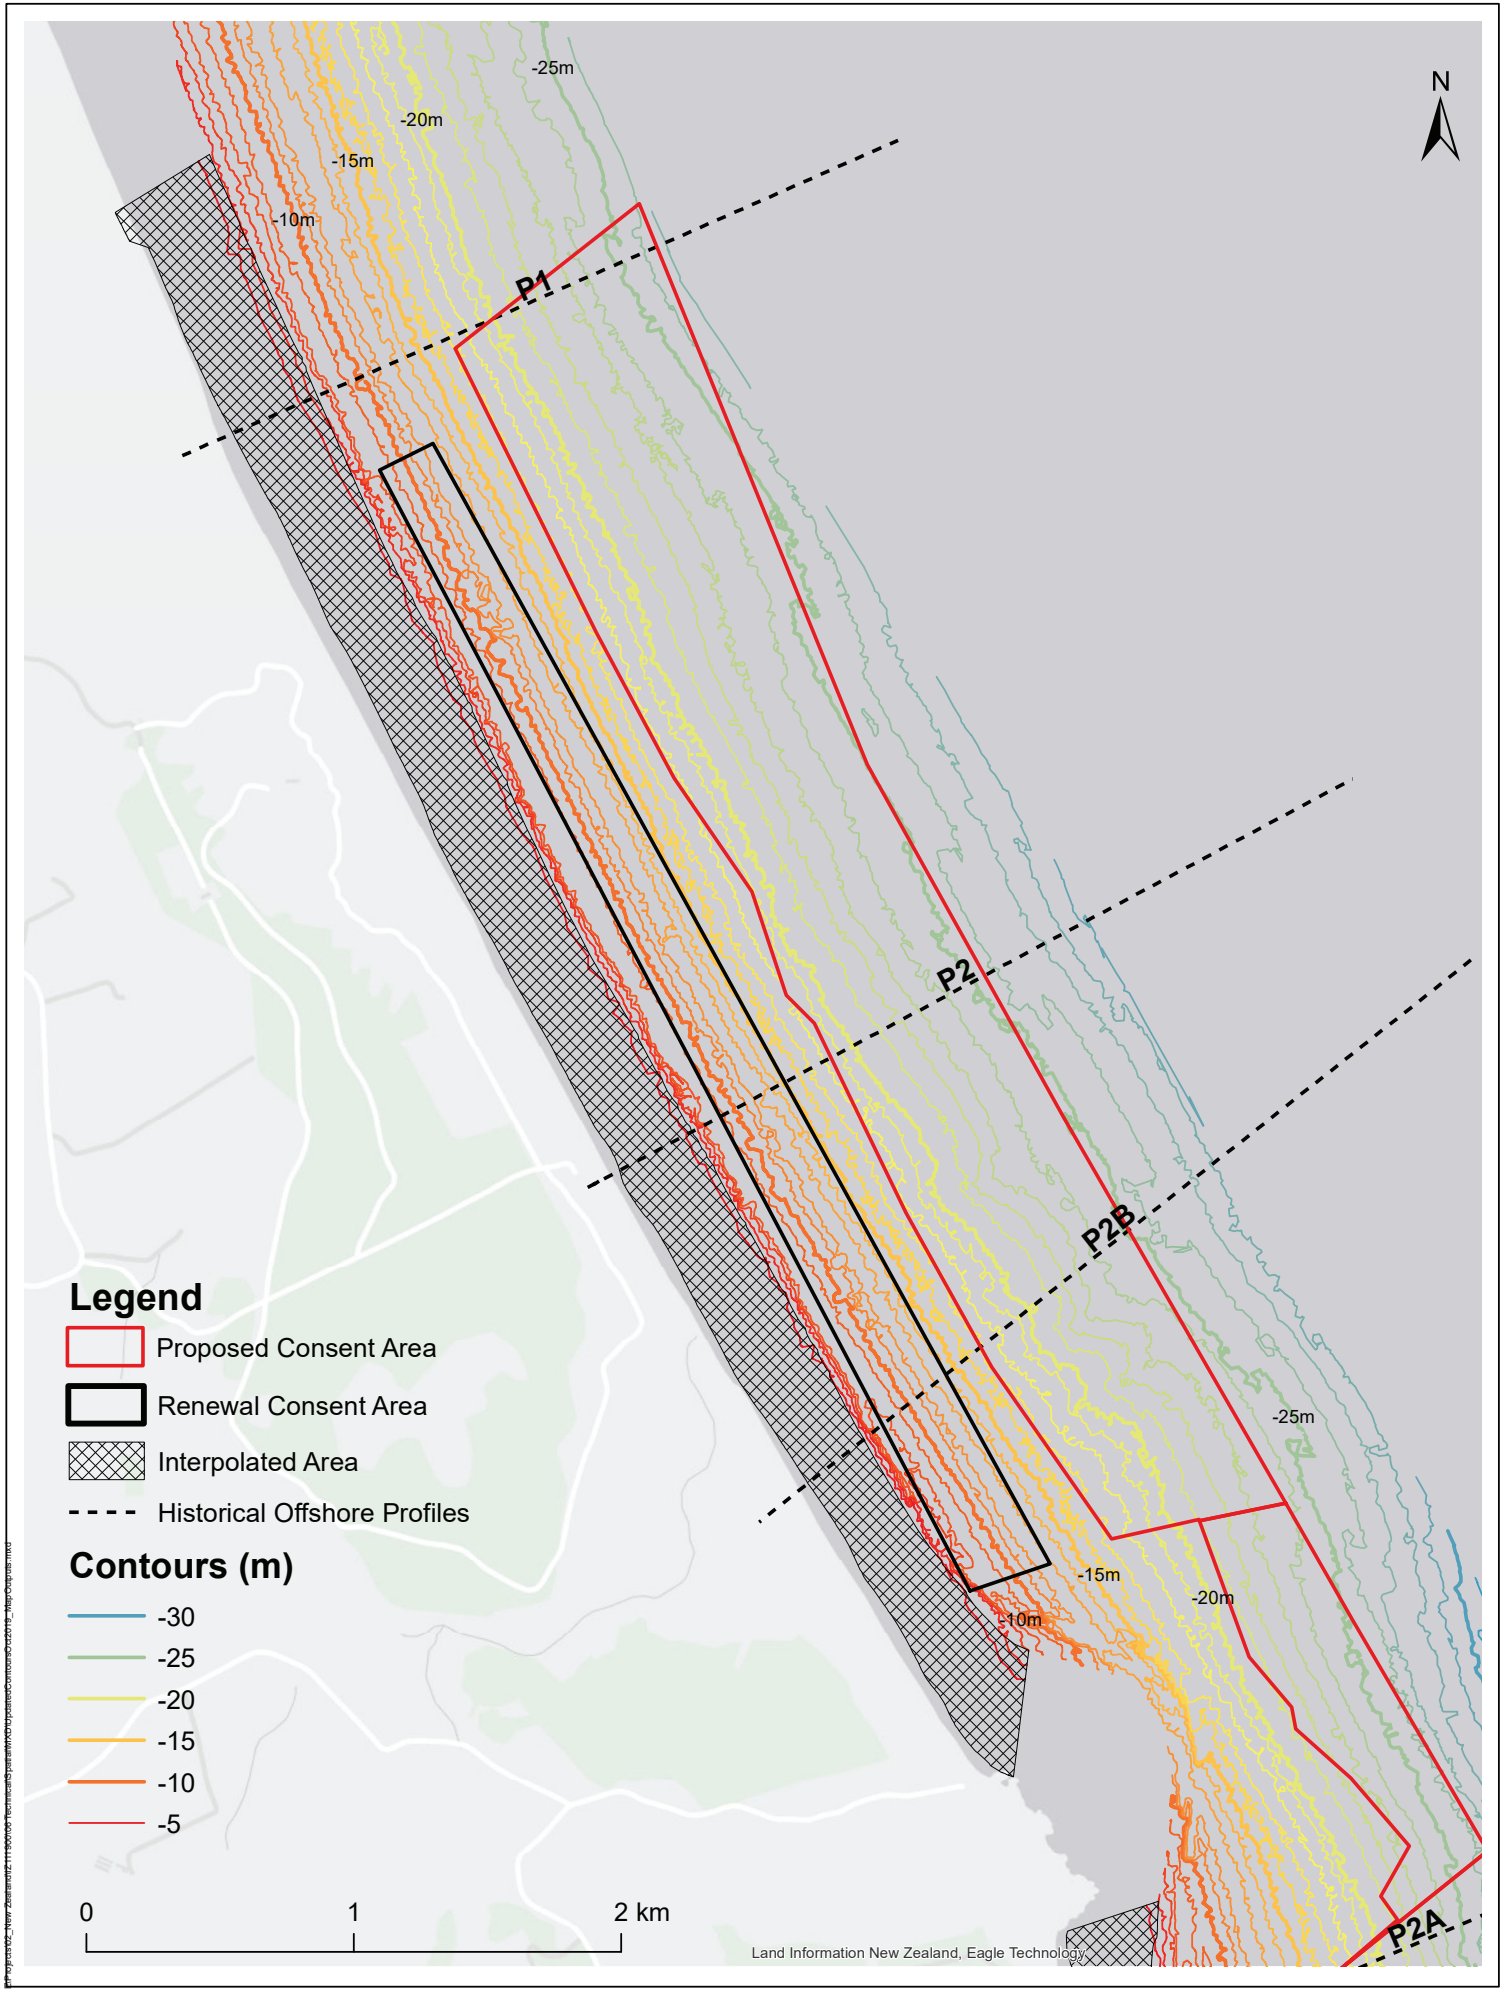 -25m
N
-20m
-15m
-10m
P1
P2
P2B
Legend
Proposed Consent Area
Renewal Consent Area
Interpolated Area
Historical Offshore Profiles
Contours (m)
-30
-25
-20
-15
-10
-5
-25m
-15m
-20m
-10m
0 1 2 km
Land Information New Zealand, Eagle Technology
P2A